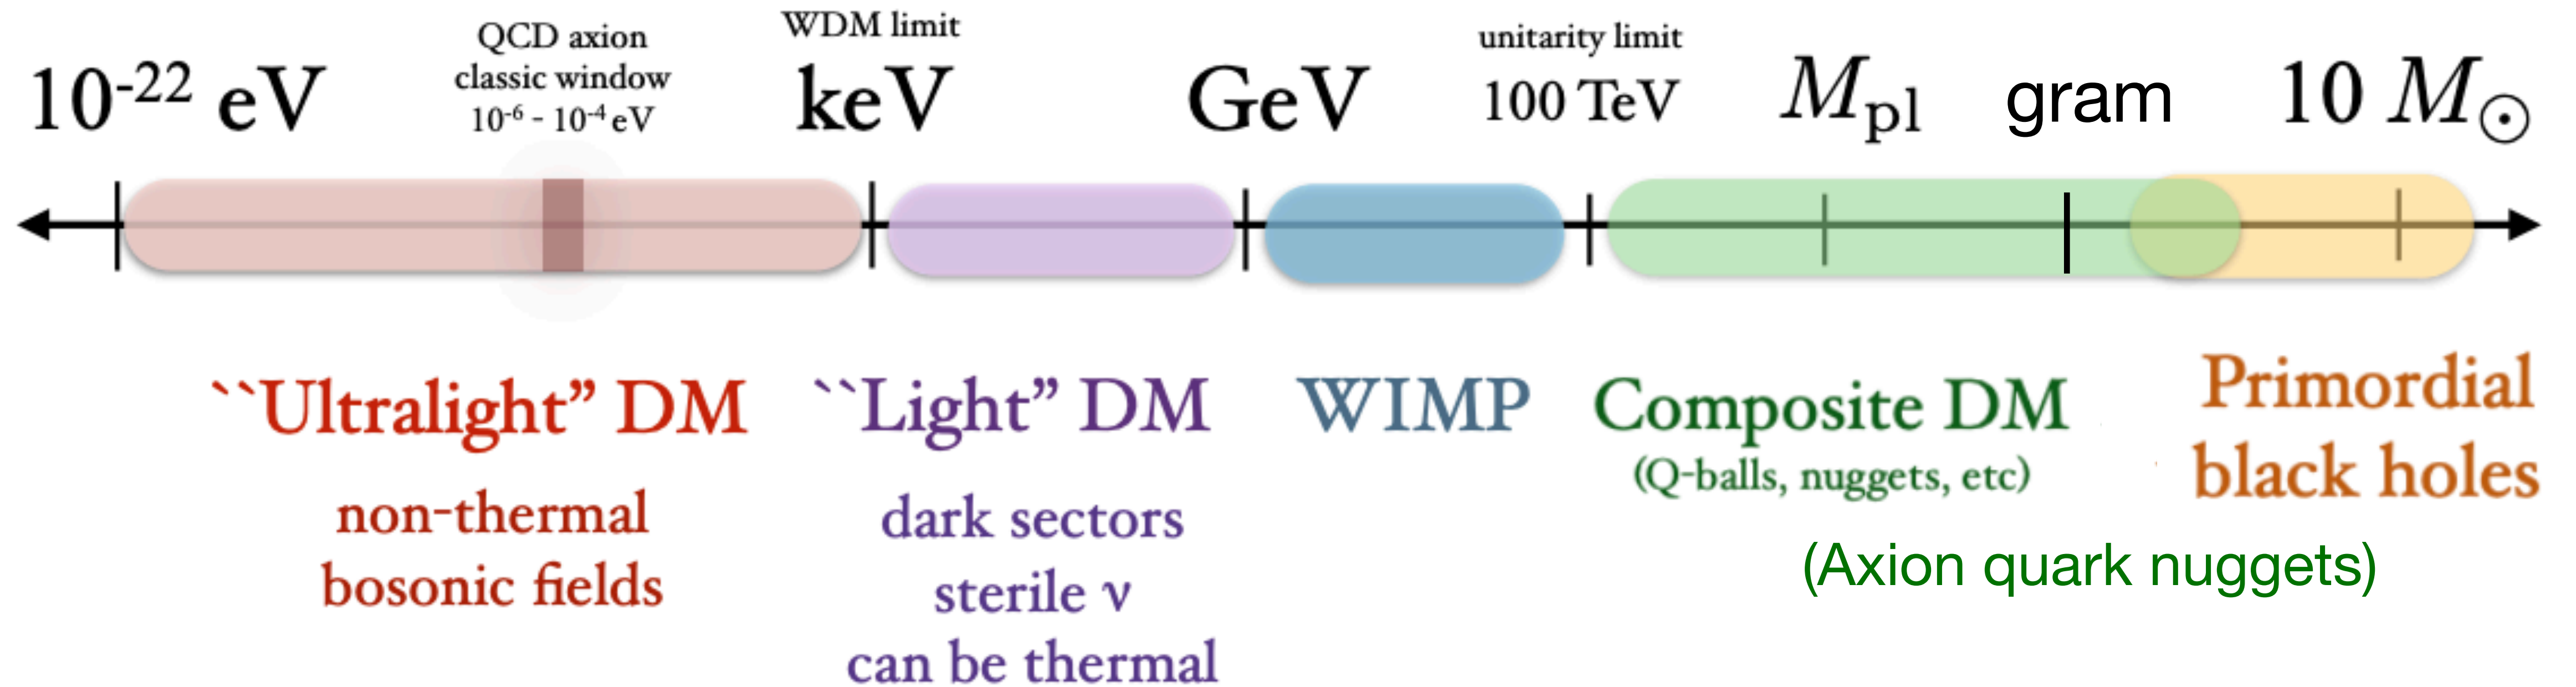 10-22 eV
QCD axion
classic window
10-6 - 10-4 eV
WDM limit
keV
GeV
unitarity limit
100 TeV
Mpl
gram
10 M⊙
``Ultralight” DM
non-thermal
bosonic fields
``Light” DM
dark sectors
sterile ν
can be thermal
WIMP
Composite DM
(Q-balls, nuggets, etc)
(Axion quark nuggets)
Primordial
black holes